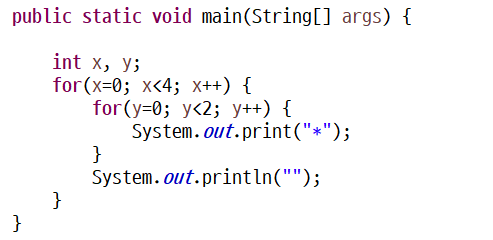 public static void main(String[] args) {
int x, y;
for(x=0; x<4; x++) {
for(y=0; y<2; y++) {
System.out.print("*");
}
System.out.println("");
}
}